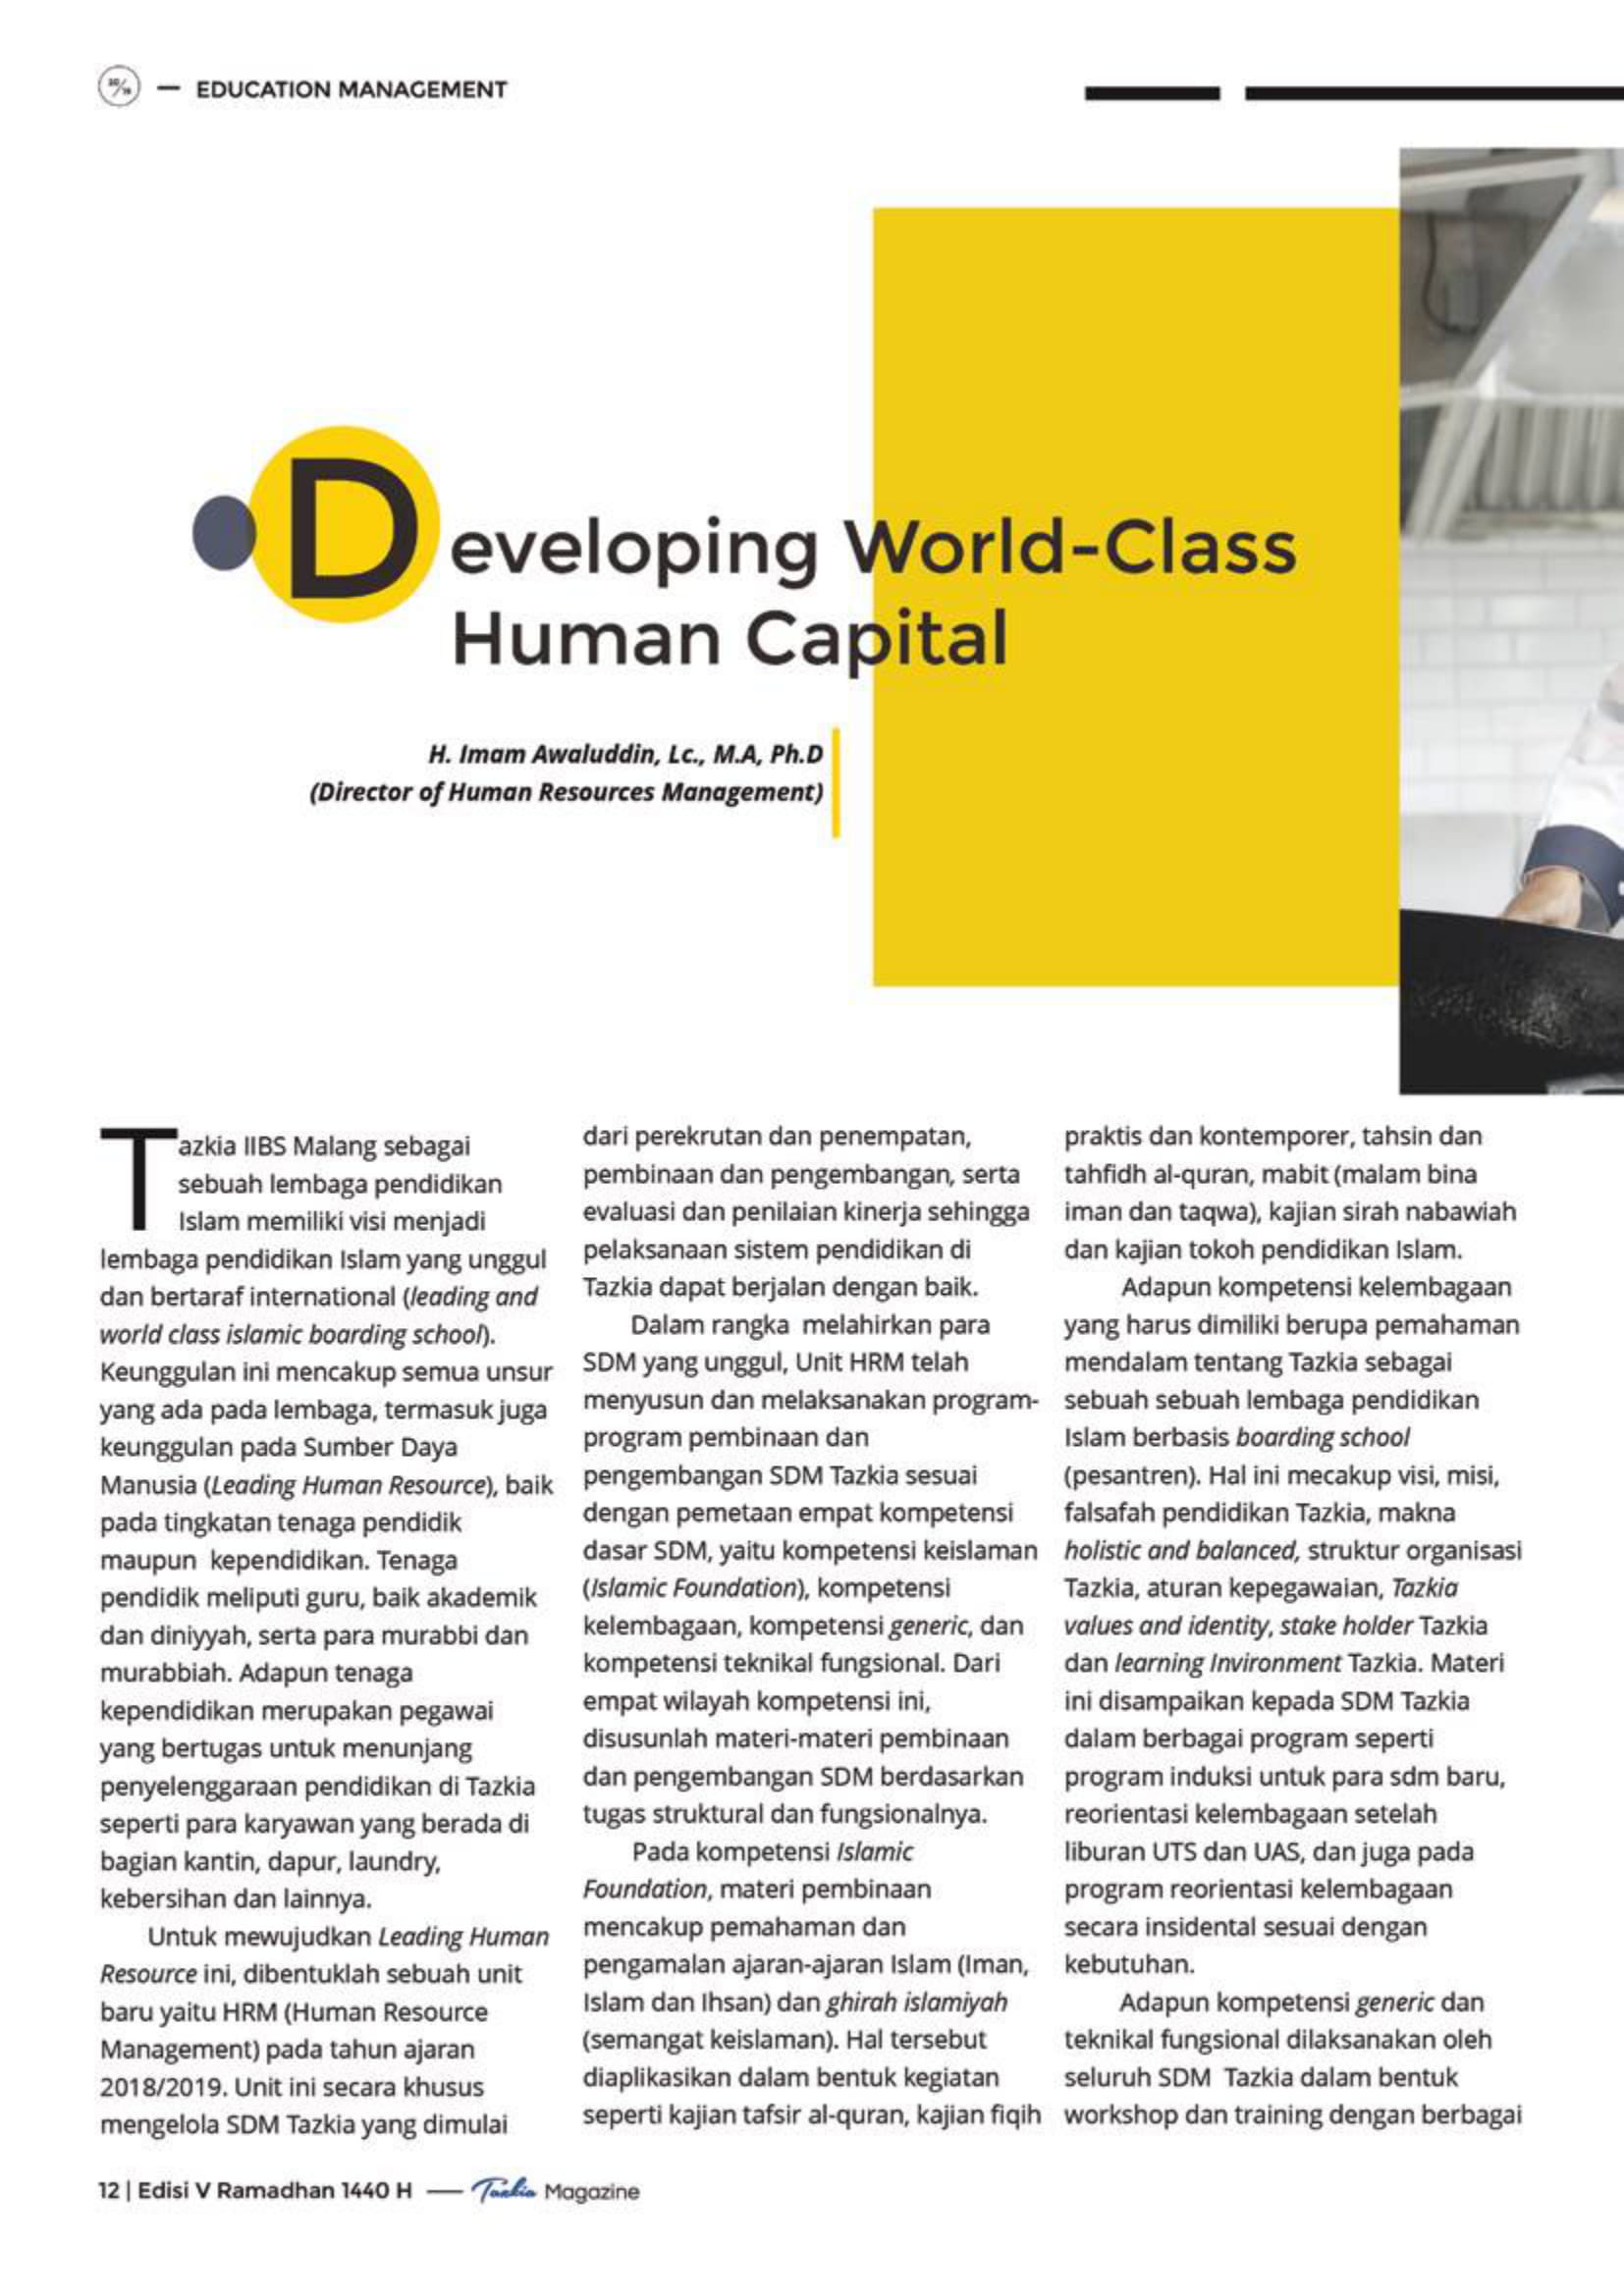 — EDUCATION MANAGEMENT
Developing World-Class
Human Capital
H. Imam Awaluddin, Lc., M.A, Ph.D
(Director of Human Resources Management)
Tazkia IIBS Malang sebagai
sebuah lembaga pendidikan
Islam memiliki visi menjadi
lembaga pendidikan Islam yang unggul
dan bertaraf international (leading and
world class islamic boarding school).
Keunggulan ini mencakup semua unsur
yang ada pada lembaga, termasuk juga
keunggulan pada Sumber Daya
Manusia (Leading Human Resource), baik
pada tingkatan tenaga pendidik
maupun kependidikan. Tenaga
pendidik meliputi guru, baik akademik
dan diniyyah, serta para murabbi dan
murabbiah. Adapun tenaga
kependidikan merupakan pegawai
yang bertugas untuk menunjang
penyelenggaraan pendidikan di Tazkia
seperti para karyawan yang berada di
bagian kantin, dapur, laundry,
kebersihan dan lainnya.
Untuk mewujudkan Leading Human
Resource ini, dibentuklah sebuah unit
baru yaitu HRM (Human Resource
Management) pada tahun ajaran
2018/2019. Unit ini secara khusus
mengelola SDM Tazkia yang dimulai
dari perekrutan dan penempatan,
pembinaan dan pengembangan, serta
evaluasi dan penilaian kinerja sehingga
pelaksanaan sistem pendidikan di
Tazkia dapat berjalan dengan baik.
Dalam rangka melahirkan para
SDM yang unggul, Unit HRM telah
menyusun dan melaksanakan program-
program pembinaan dan
pengembangan SDM Tazkia sesuai
dengan pemetaan empat kompetensi
dasar SDM, yaitu kompetensi keislaman
(Islamic Foundation), kompetensi
kelembagaan, kompetensi generic, dan
kompetensi teknikal fungsional. Dari
empat wilayah kompetensi ini,
disusunlah materi-materi pembinaan
dan pengembangan SDM berdasarkan
tugas struktural dan fungsionalnya.
Pada kompetensi Islamic
Foundation, materi pembinaan
mencakup pemahaman dan
pengamalan ajaran-ajaran Islam (Iman,
Islam dan Ihsan) dan ghirah islamiyah
(semangat keislaman). Hal tersebut
diaplikasikan dalam bentuk kegiatan
seperti kajian tafsir al-quran, kajian fiqih
praktis dan kontemporer, tahsin dan
tahfidh al-quran, mabit (malam bina
iman dan taqwa), kajian sirah nabawiah
dan kajian tokoh pendidikan Islam.
Adapun kompetensi kelembagaan
yang harus dimiliki berupa pemahaman
mendalam tentang Tazkia sebagai
sebuah sebuah lembaga pendidikan
Islam berbasis boarding school
(pesantren). Hal ini mecakup visi, misi,
falsafah pendidikan Tazkia, makna
holistic and balanced, struktur organisasi
Tazkia, aturan kepegawaian, Tazkia
values and identity, stake holder Tazkia
dan learning Invironment Tazkia. Materi
ini disampaikan kepada SDM Tazkia
dalam berbagai program seperti
program induksi untuk para sdm baru,
reorientasi kelembagaan setelah
liburan UTS dan UAS, dan juga pada
program reorientasi kelembagaan
secara insidental sesuai dengan
kebutuhan.
Adapun kompetensi generic dan
teknikal fungsional dilaksanakan oleh
seluruh SDM Tazkia dalam bentuk
workshop dan training dengan berbagai
12 | Edisi V Ramadhan 1440 H — Tazkia Magazine